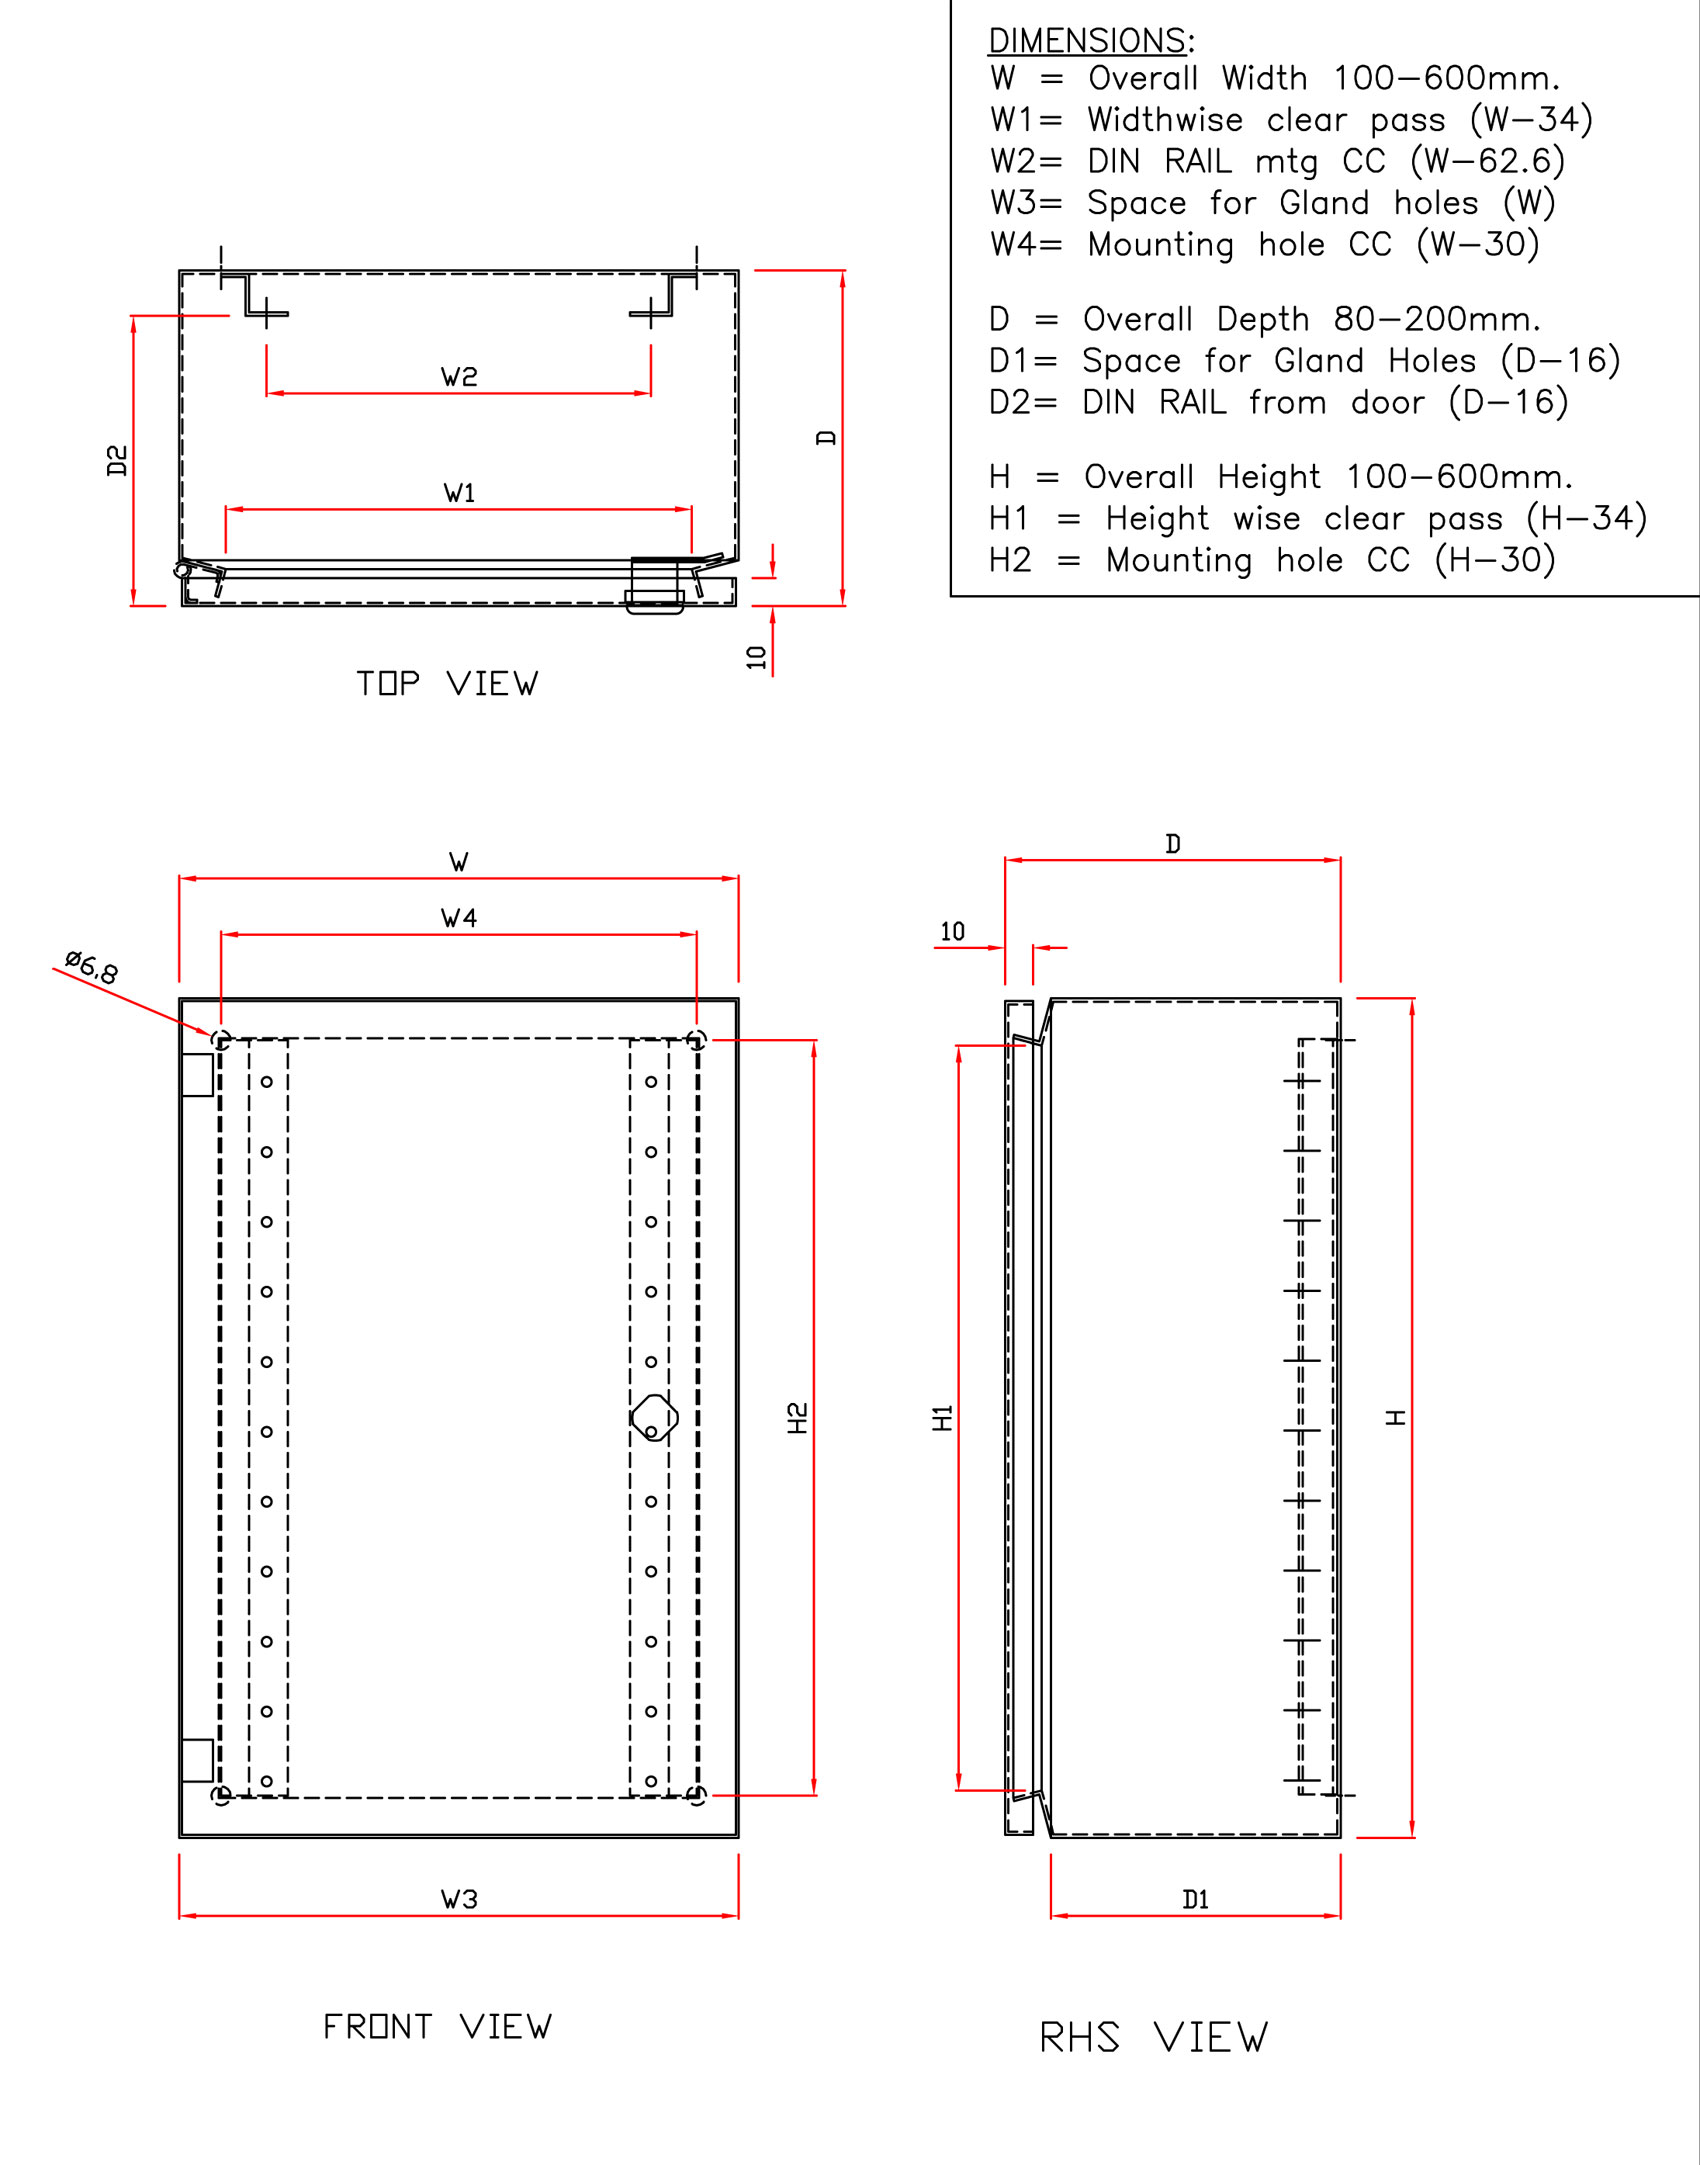 DIMENSIONS:
W = Overall Width 100-600mm.
W1= Widthwise clear pass (W-34)
W2= DIN RAIL mtg CC (W-62.6)
W3= Space for Gland holes (W)
W4= Mounting hole CC (W-30)
D = Overall Depth 80-200mm.
D1= Space for Gland Holes (D-16)
D2= DIN RAIL from door (D-16)
H = Overall Height 100-600mm.
H1 = Height wise clear pass (H-34)
H2 = Mounting hole CC (H-30)
W2
D2
D
W1
10
TOP VIEW
W
W4
ø6,8
H2
W3
FRONT VIEW
D
10
H1
H
D1
RHS VIEW